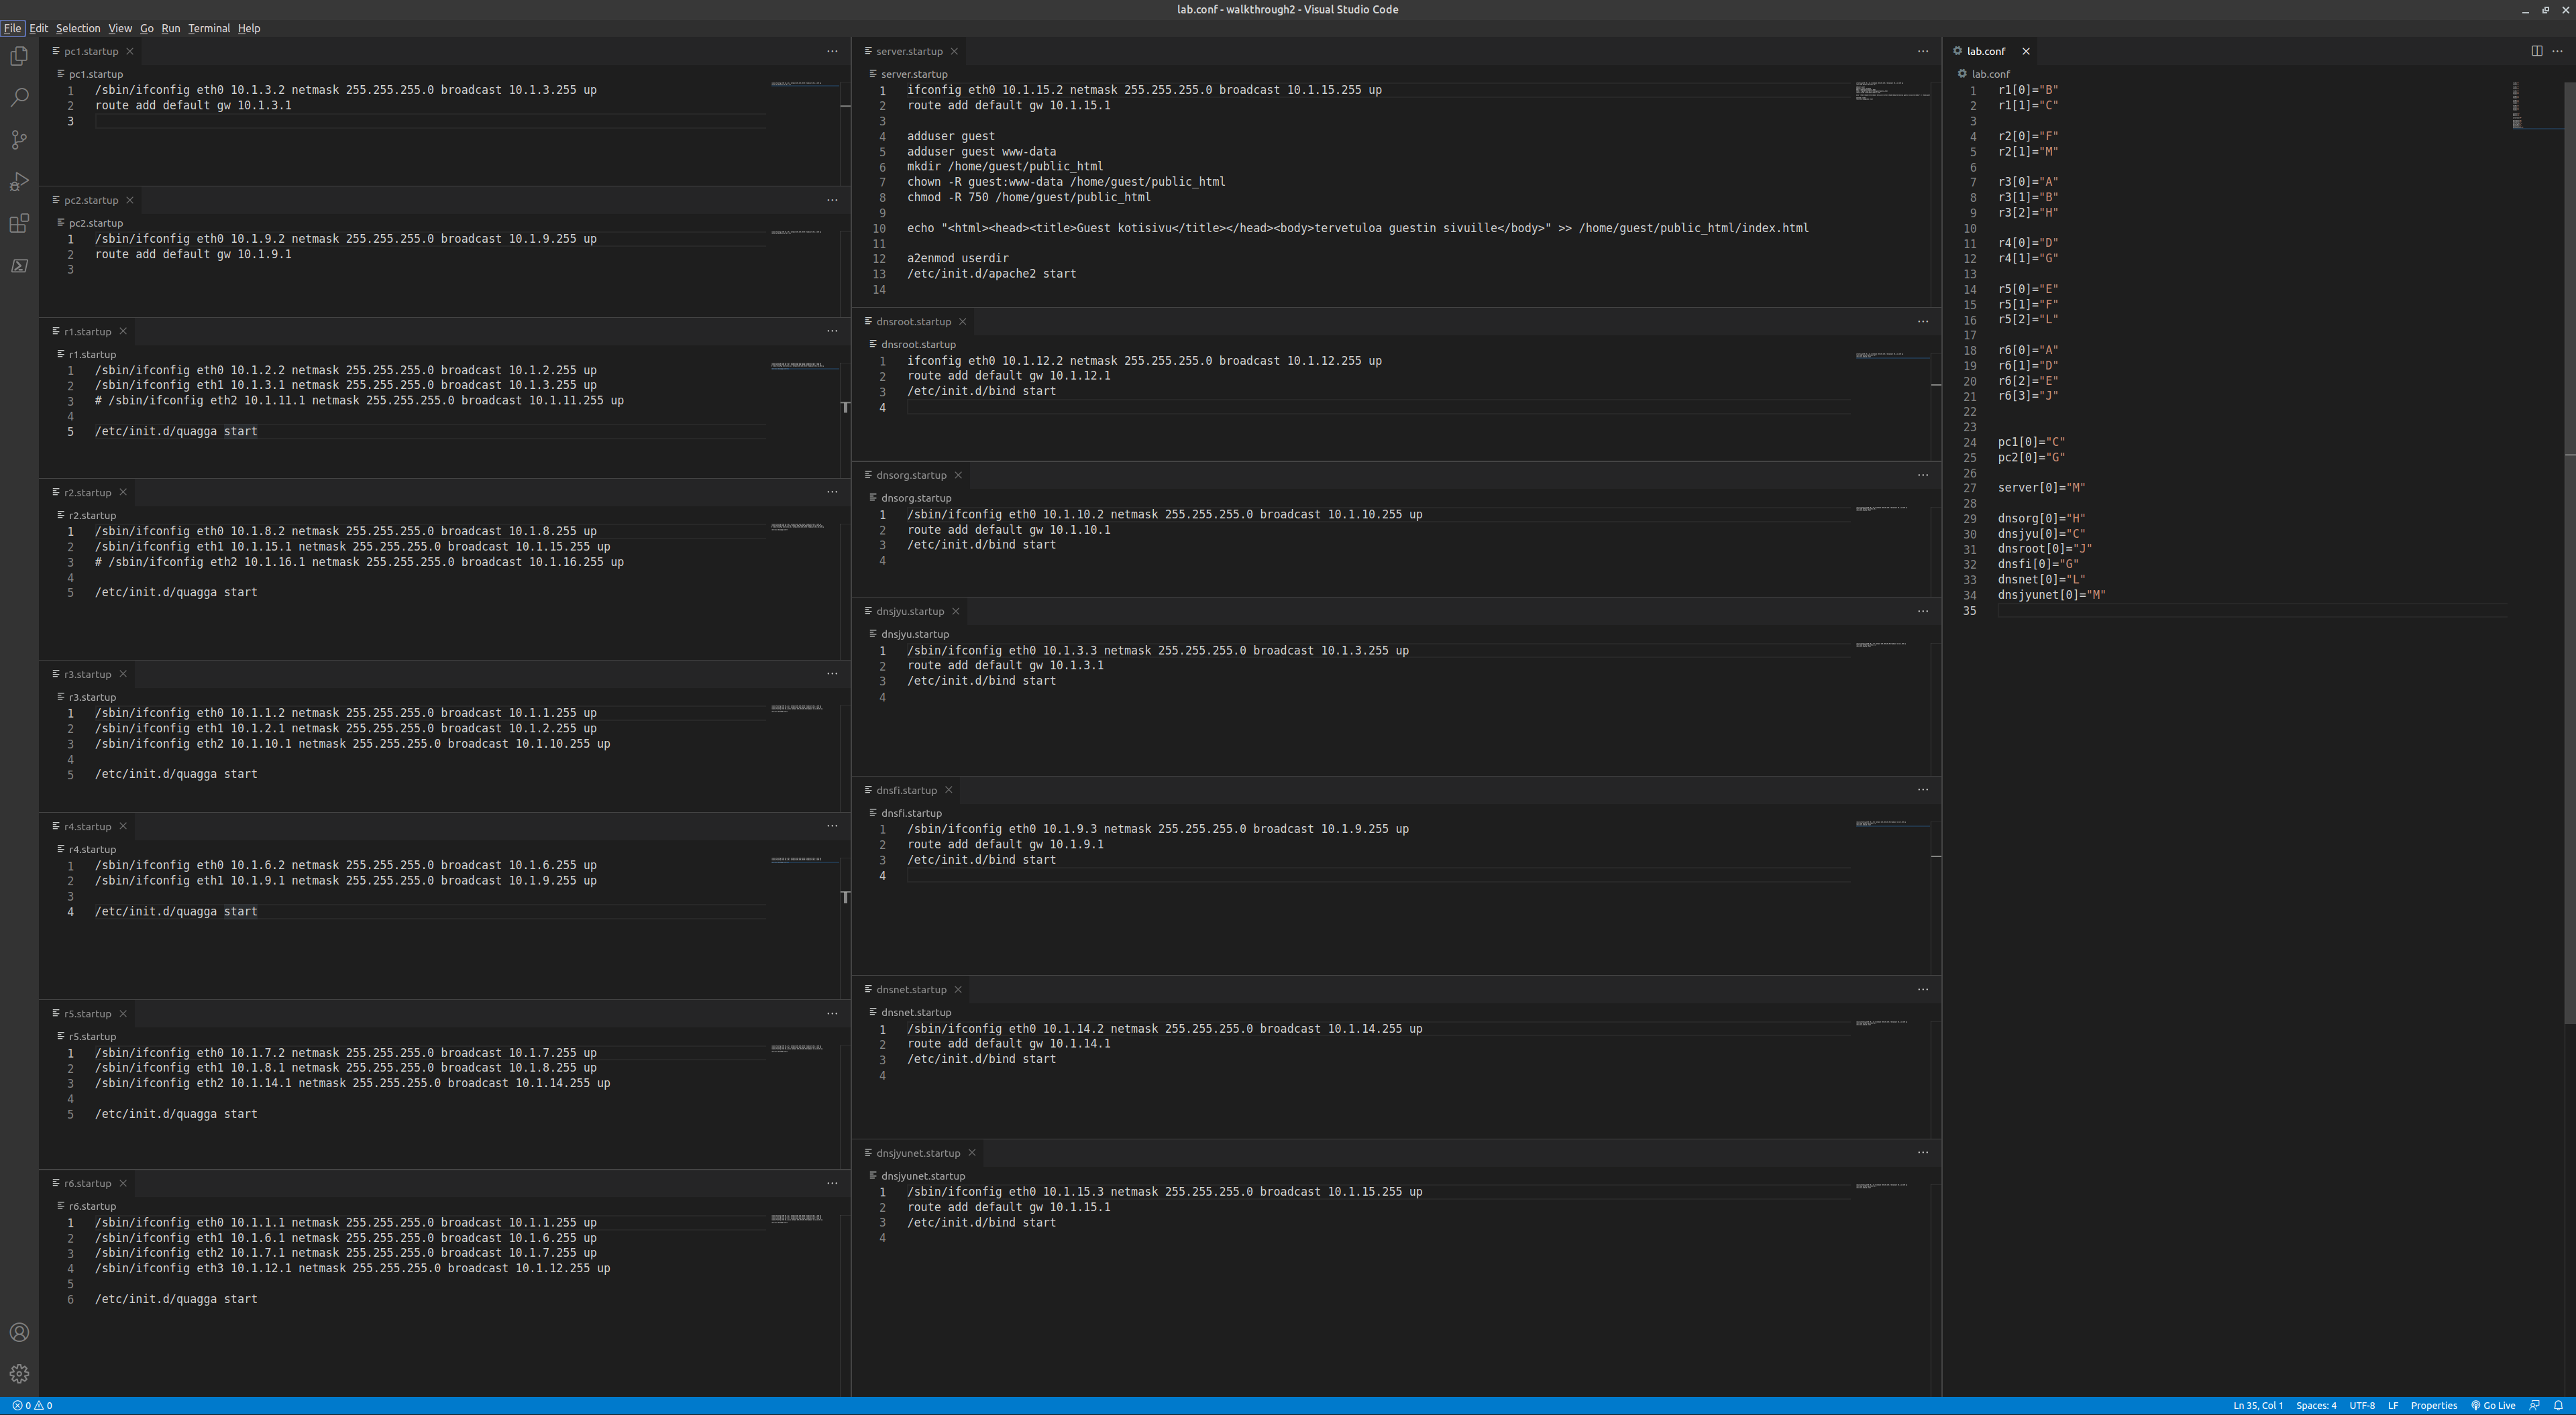 lab.conf - walkthrough2 - Visual Studio Code
File Edit Selection View Go Run Terminal Help
pc1.startup
pc1.startup
1 /sbin/ifconfig eth0 10.1.3.2 netmask 255.255.255.0 broadcast 10.1.3.255 up
2 route add default gw 10.1.3.1
3
pc2.startup
pc2.startup
1 /sbin/ifconfig eth0 10.1.9.2 netmask 255.255.255.0 broadcast 10.1.9.255 up
2 route add default gw 10.1.9.1
3
r1.startup
r1.startup
1 /sbin/ifconfig eth0 10.1.2.2 netmask 255.255.255.0 broadcast 10.1.2.255 up
2 /sbin/ifconfig eth1 10.1.3.1 netmask 255.255.255.0 broadcast 10.1.3.255 up
3 # /sbin/ifconfig eth2 10.1.11.1 netmask 255.255.255.0 broadcast 10.1.11.255 up
4
5 /etc/init.d/quagga start
r2.startup
r2.startup
1 /sbin/ifconfig eth0 10.1.8.2 netmask 255.255.255.0 broadcast 10.1.8.255 up
2 /sbin/ifconfig eth1 10.1.15.1 netmask 255.255.255.0 broadcast 10.1.15.255 up
3 # /sbin/ifconfig eth2 10.1.16.1 netmask 255.255.255.0 broadcast 10.1.16.255 up
4
5 /etc/init.d/quagga start
r3.startup
r3.startup
1 /sbin/ifconfig eth0 10.1.1.2 netmask 255.255.255.0 broadcast 10.1.1.255 up
2 /sbin/ifconfig eth1 10.1.2.1 netmask 255.255.255.0 broadcast 10.1.2.255 up
3 /sbin/ifconfig eth2 10.1.10.1 netmask 255.255.255.0 broadcast 10.1.10.255 up
4
5 /etc/init.d/quagga start
r4.startup
r4.startup
1 /sbin/ifconfig eth0 10.1.6.2 netmask 255.255.255.0 broadcast 10.1.6.255 up
2 /sbin/ifconfig eth1 10.1.9.1 netmask 255.255.255.0 broadcast 10.1.9.255 up
3
4 /etc/init.d/quagga start
r5.startup
r5.startup
1 /sbin/ifconfig eth0 10.1.7.2 netmask 255.255.255.0 broadcast 10.1.7.255 up
2 /sbin/ifconfig eth1 10.1.8.1 netmask 255.255.255.0 broadcast 10.1.8.255 up
3 /sbin/ifconfig eth2 10.1.14.1 netmask 255.255.255.0 broadcast 10.1.14.255 up
4
5 /etc/init.d/quagga start
r6.startup
r6.startup
1 /sbin/ifconfig eth0 10.1.1.1 netmask 255.255.255.0 broadcast 10.1.1.255 up
2 /sbin/ifconfig eth1 10.1.6.1 netmask 255.255.255.0 broadcast 10.1.6.255 up
3 /sbin/ifconfig eth2 10.1.7.1 netmask 255.255.255.0 broadcast 10.1.7.255 up
4 /sbin/ifconfig eth3 10.1.12.1 netmask 255.255.255.0 broadcast 10.1.12.255 up
5
6 /etc/init.d/quagga start
server.startup
server.startup
1 ifconfig eth0 10.1.15.2 netmask 255.255.255.0 broadcast 10.1.15.255 up
2 route add default gw 10.1.15.1
3
4 adduser guest
5 adduser guest www-data
6 mkdir /home/guest/public_html
7 chown -R guest:www-data /home/guest/public_html
8 chmod -R 750 /home/guest/public_html
9
10 echo "<html><head><title>Guest kotisivu</title></head><body>tervetuloa guestin sivuille</body>" >> /home/guest/public_html/index.html
11
12 a2enmod userdir
13 /etc/init.d/apache2 start
14
dnsroot.startup
dnsroot.startup
1 ifconfig eth0 10.1.12.2 netmask 255.255.255.0 broadcast 10.1.12.255 up
2 route add default gw 10.1.12.1
3 /etc/init.d/bind start
4
dnsorg.startup
dnsorg.startup
1 /sbin/ifconfig eth0 10.1.10.2 netmask 255.255.255.0 broadcast 10.1.10.255 up
2 route add default gw 10.1.10.1
3 /etc/init.d/bind start
4
dnsjyu.startup
dnsjyu.startup
1 /sbin/ifconfig eth0 10.1.3.3 netmask 255.255.255.0 broadcast 10.1.3.255 up
2 route add default gw 10.1.3.1
3 /etc/init.d/bind start
4
dnsfi.startup
dnsfi.startup
1 /sbin/ifconfig eth0 10.1.9.3 netmask 255.255.255.0 broadcast 10.1.9.255 up
2 route add default gw 10.1.9.1
3 /etc/init.d/bind start
4
dnsnet.startup
dnsnet.startup
1 /sbin/ifconfig eth0 10.1.14.2 netmask 255.255.255.0 broadcast 10.1.14.255 up
2 route add default gw 10.1.14.1
3 /etc/init.d/bind start
4
dnsjyunet.startup
dnsjyunet.startup
1 /sbin/ifconfig eth0 10.1.15.3 netmask 255.255.255.0 broadcast 10.1.15.255 up
2 route add default gw 10.1.15.1
3 /etc/init.d/bind start
4
lab.conf
lab.conf
1 r1[0]="B"
2 r1[1]="C"
3
4 r2[0]="F"
5 r2[1]="M"
6
7 r3[0]="A"
8 r3[1]="B"
9 r3[2]="H"
10
11 r4[0]="D"
12 r4[1]="G"
13
14 r5[0]="E"
15 r5[1]="F"
16 r5[2]="L"
17
18 r6[0]="A"
19 r6[1]="D"
20 r6[2]="E"
21 r6[3]="J"
22
23
24 pc1[0]="C"
25 pc2[0]="G"
26
27 server[0]="M"
28
29 dnsorg[0]="H"
30 dnsjyu[0]="C"
31 dnsroot[0]="J"
32 dnsfi[0]="G"
33 dnsnet[0]="L"
34 dnsjyunet[0]="M"
35
0 0 Ln 35, Col 1 Spaces: 4 UTF-8 LF Properties Go Live